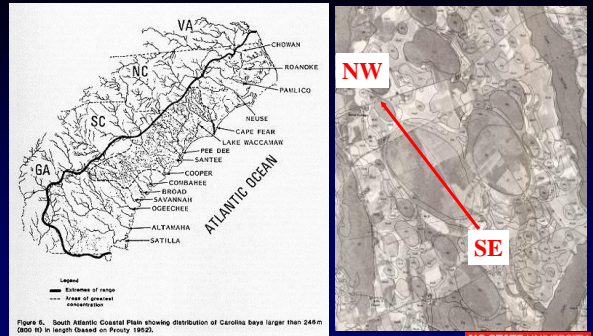 VA
CHOWAN
NC
ROANOKE
PAMLICO
NEUSE
SC
CAPE FEAR
LAKE WACCAMAW
PEE DEE
SANTEE
GA
COOPER
COMBAHEE
BROAD
SAVANNAH
OGEECHEE
ALTAMAHA
SATILLA
ATLANTIC OCEAN
Legend
Extremes of range
Areas of greatest
concentration
Figure 6. South Atlantic Coastal Plain showing distribution of Carolina bays larger than 246m
(800 ft) in length (based on Prouty 1952).
NW
SE